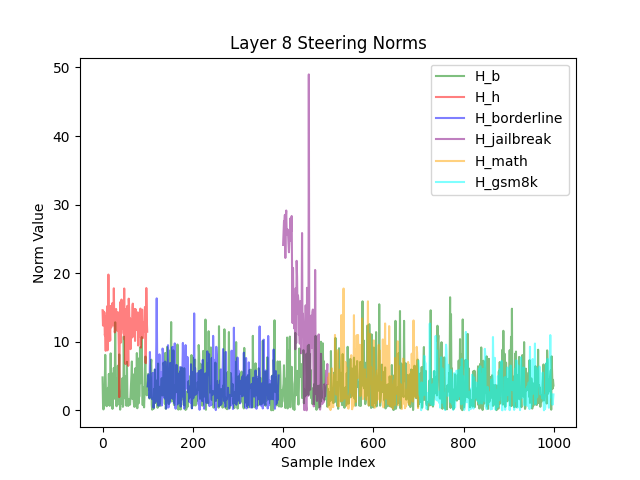 Layer 8 Steering Norms
50
40
30
20
10
0
Norm Value
H_b
H_h
H_borderline
H_jailbreak
H_math
H_gsm8k
0 200 400 600 800 1000
Sample Index